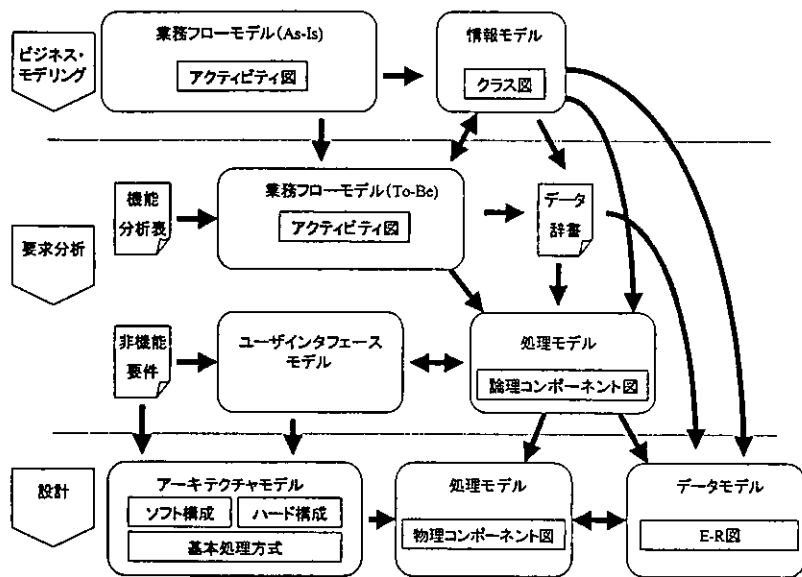 ビジネス・
モデリング
業務フローモデル(As-Is)
アクティビティ図
情報モデル
クラス図
要求分析
機能
分析表
業務フローモデル(To-Be)
アクティビティ図
データ
辞書
非機能
要件
ユーザインタフェース
モデル
処理モデル
論理コンポーネント図
設計
アーキテクチャモデル
ソフト構成
ハード構成
基本処理方式
処理モデル
物理コンポーネント図
データモデル
E-R図